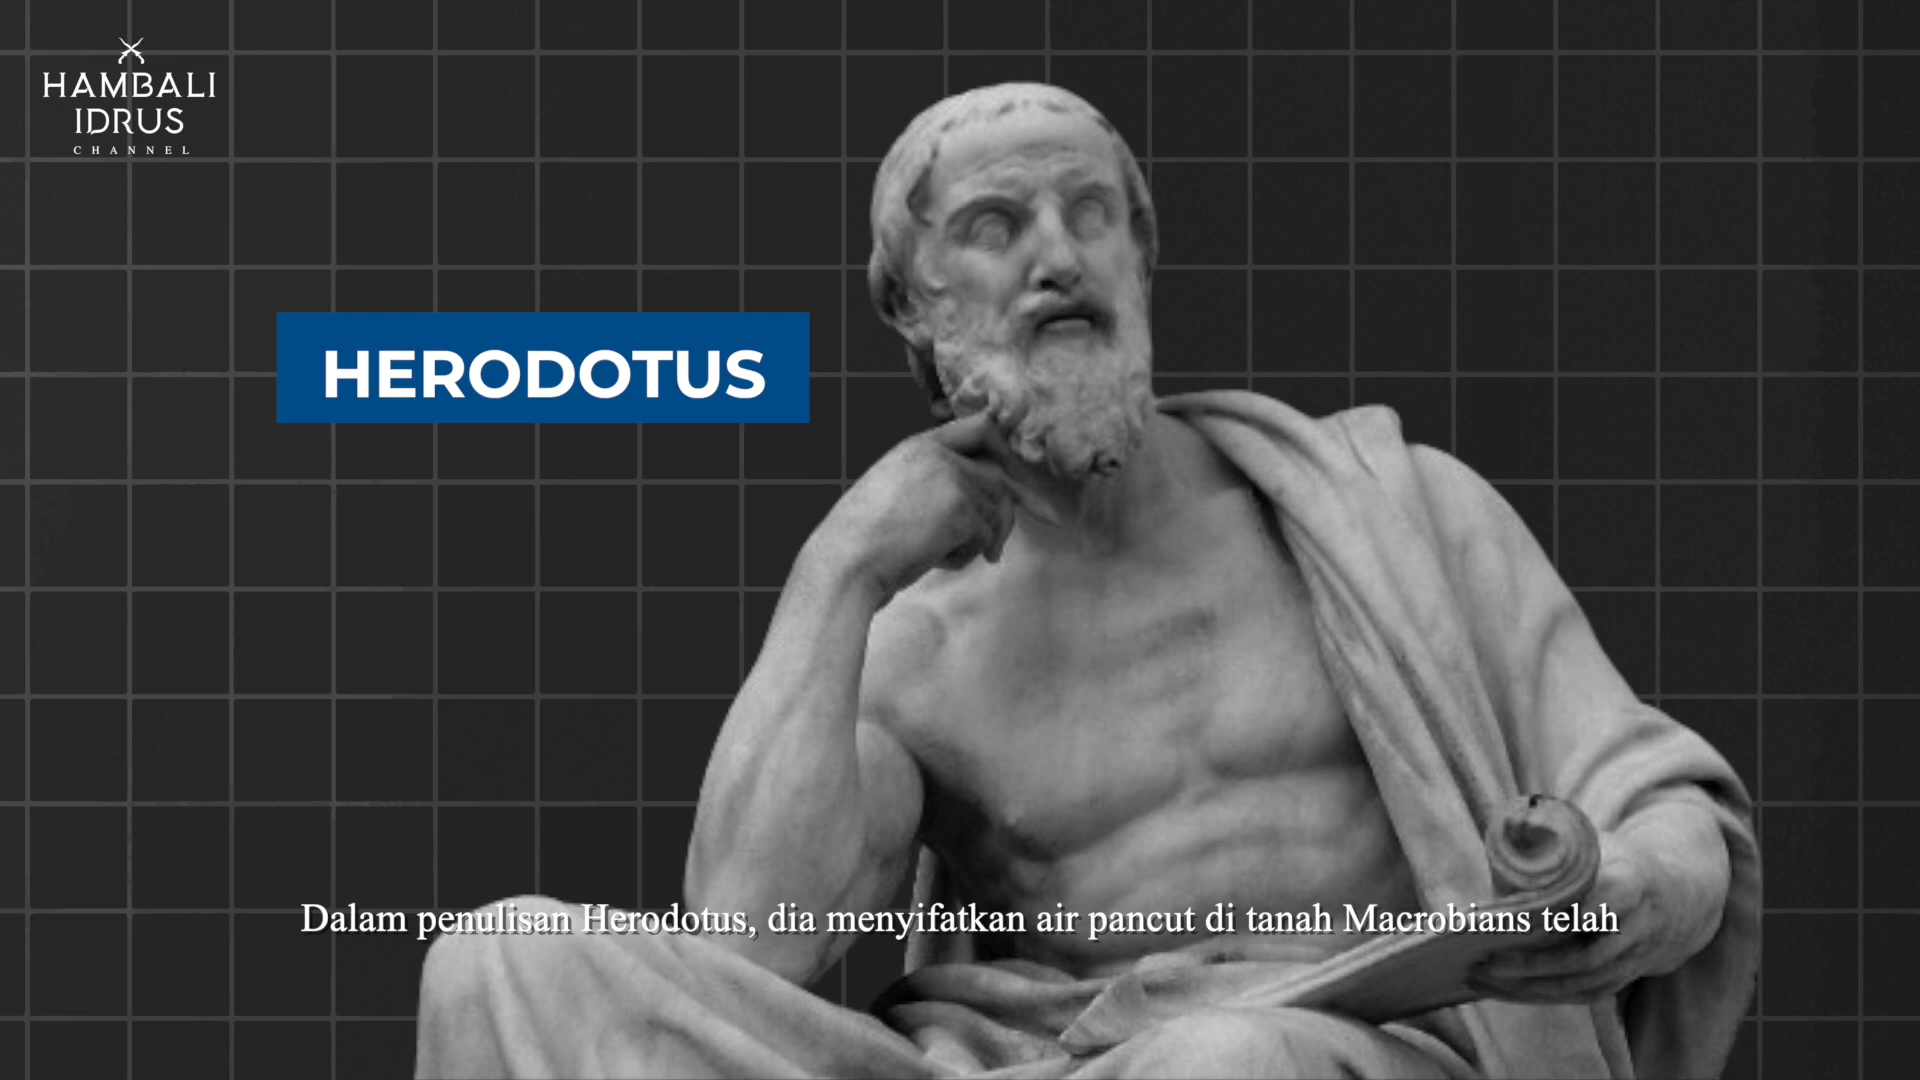 HAMBALI
IDRUS
CHANNEL
HERODOTUS
Dalam penulisan Herodotus, dia menyifatkan air pancut di tanah Macrobians telah